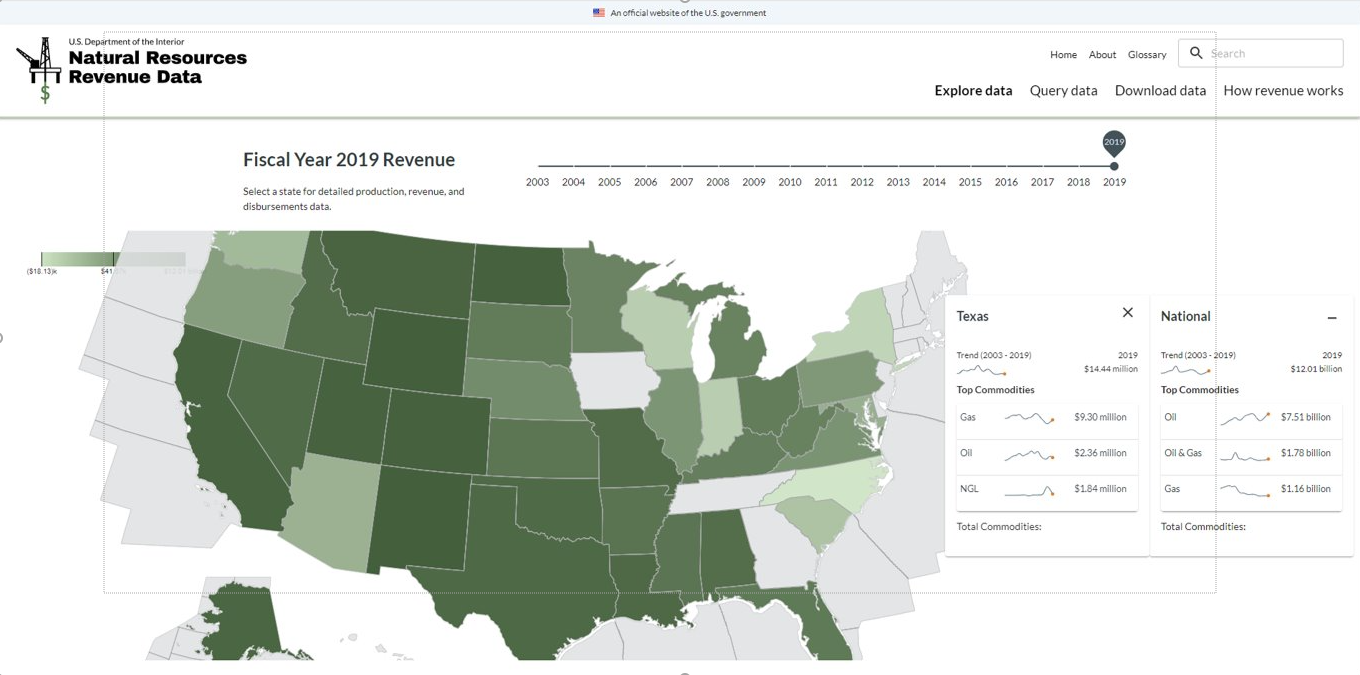 An official website of the U.S. government
U.S. Department of the Interior
Natural Resources
Revenue Data
$
Home About Glossary Search
Explore data Query data Download data How revenue works
Fiscal Year 2019 Revenue
Select a state for detailed production, revenue, and
disbursements data.
2019
2003 2004 2005 2006 2007 2008 2009 2010 2011 2012 2013 2014 2015 2016 2017 2018 2019
($18.13)k
Texas
Trend (2003 - 2019) 2019
$14.44 million
Top Commodities
Gas $9.30 million
Oil $2.36 million
NGL $1.84 million
Total Commodities:
National
Trend (2003 - 2019) 2019
$12.01 billion
Top Commodities
Oil $7.51 billion
Oil & Gas $1.78 billion
Gas $1.16 billion
Total Commodities: